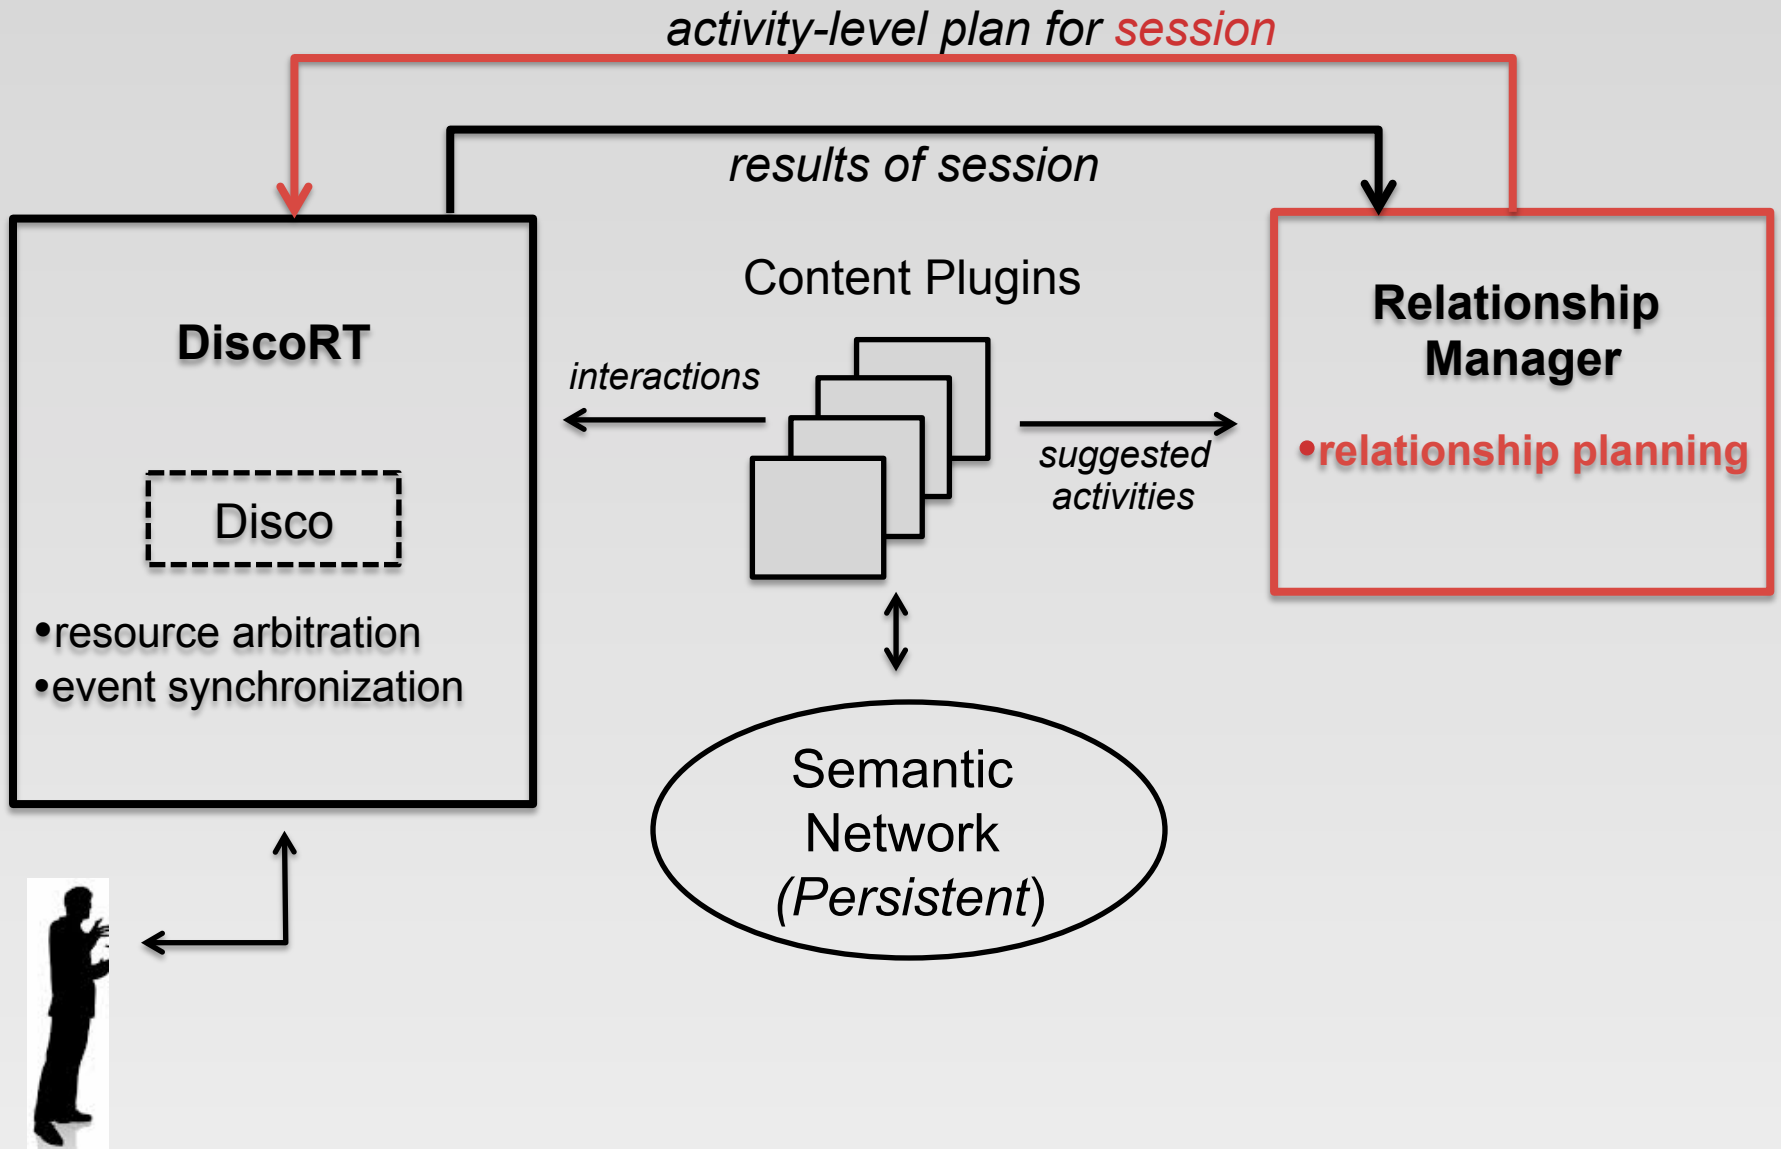 activity-level plan for session
results of session
Content Plugins
DiscoRT
interactions
Disco
•resource arbitration
•event synchronization
suggested
activities
Relationship
Manager
•relationship planning
Semantic
Network
(Persistent)